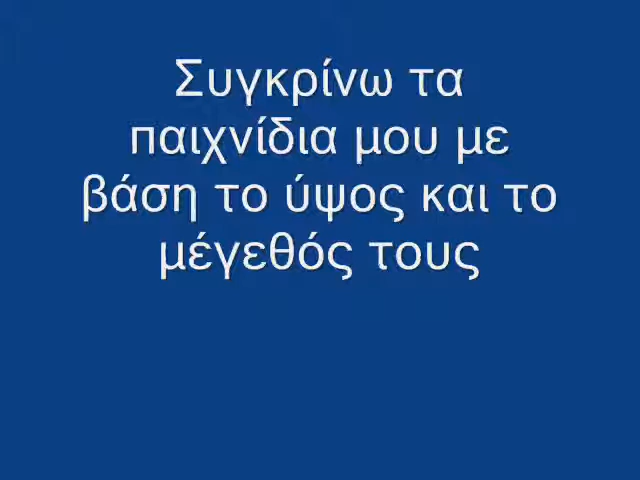 Συγκρίνω τα
παιχνίδια μου με
βάση το ύψος και το
μέγεθός τους